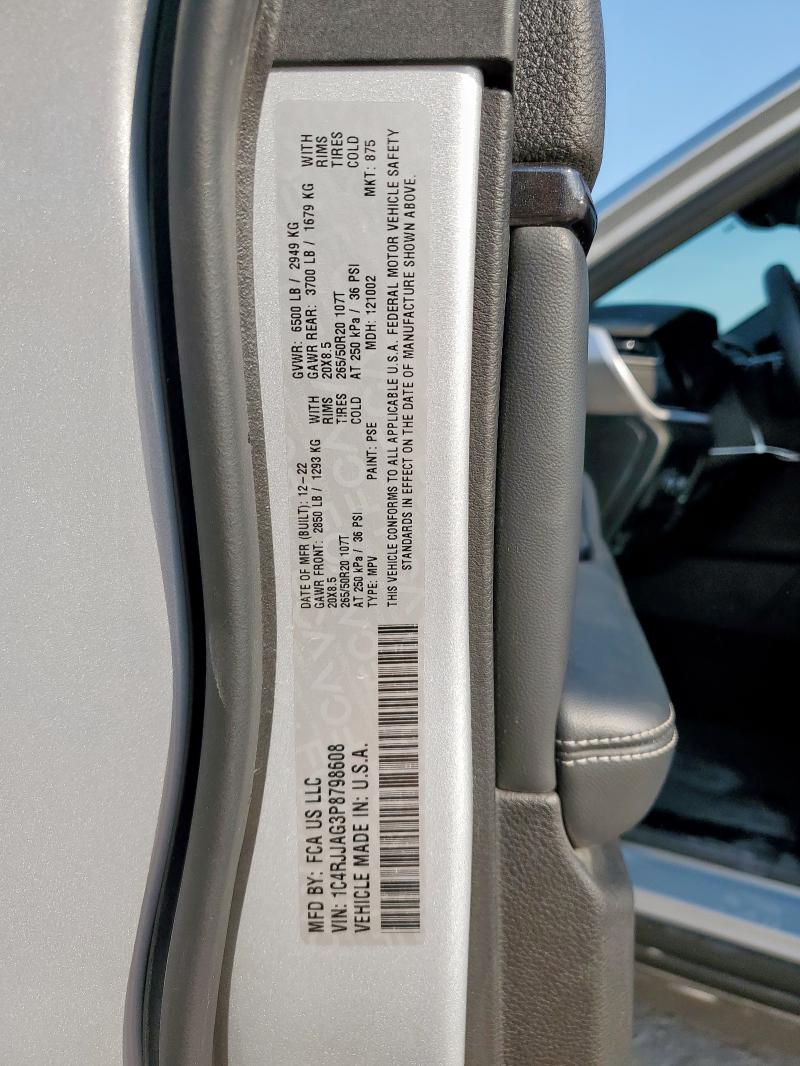 MFD BY: FCA US LLC
VIN: 1C4RJJAG3P8798608
VEHICLE MADE IN: U.S.A.
DATE OF MFR (BUILT): 12-22 GVWR: 6500 LB / 2949 KG
GAWR FRONT: 2850 LB / 1293 KG WITH GAWR REAR: 3700 LB / 1679 KG WITH
20X8.5 RIMS 20X8.5 RIMS
265/50R20 107T TIRES 265/50R20 107T TIRES
AT 250 kPa / 36 PSI COLD AT 250 kPa / 36 PSI COLD
TYPE: MPV PAINT: PSE MDH: 121002 MKT: 875
THIS VEHICLE CONFORMS TO ALL APPLICABLE U.S.A. FEDERAL MOTOR VEHICLE SAFETY
STANDARDS IN EFFECT ON THE DATE OF MANUFACTURE SHOWN ABOVE.